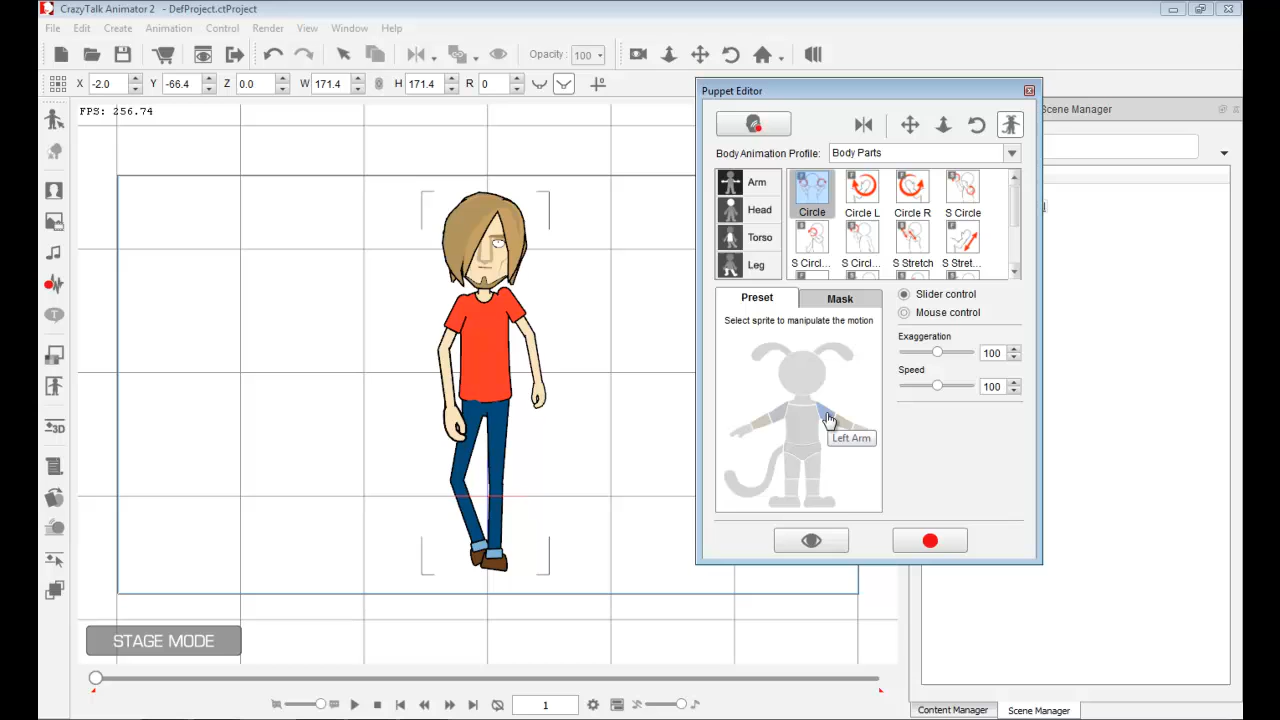 CrazyTalk Animator 2 - DefProject.ctProject
File Edit Create Animation Control Render View Window Help
Opacity : 100
X -2.0 Y -66.4 Z 0.0 W 171.4 H 171.4 R 0
FPS: 256.74
Puppet Editor
Scene Manager
Body Animation Profile: Body Parts
Arm
Head
Torso
Leg
Circle Circle L Circle R S Circle
S Circl... S Circl... S Stretch S Stret...
Preset Mask
Select sprite to manipulate the motion
Left Arm
Slider control
Mouse control
Exaggeration
100
Speed
100
STAGE MODE
3D
1
Content Manager Scene Manager